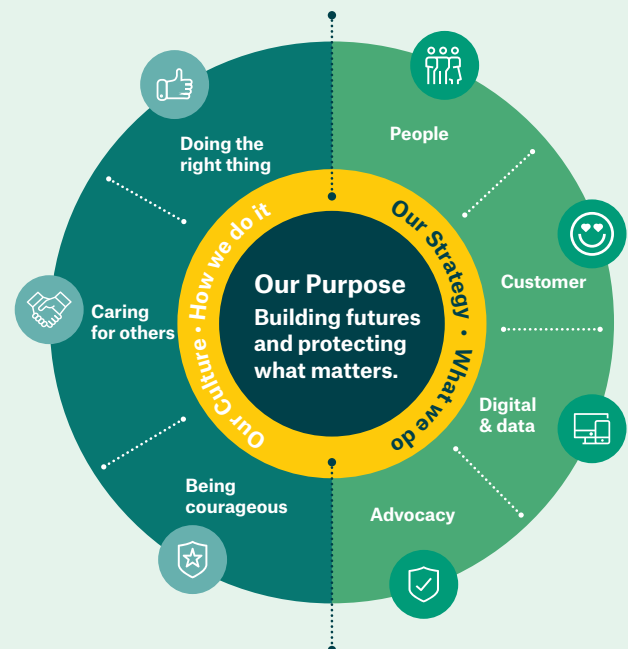 Our Purpose
Building futures
and protecting
what matters.
Our Culture • How we do it
Our Strategy • What we do
Doing the
right thing
Caring
for others
Being
courageous
People
Customer
Digital
& data
Advocacy